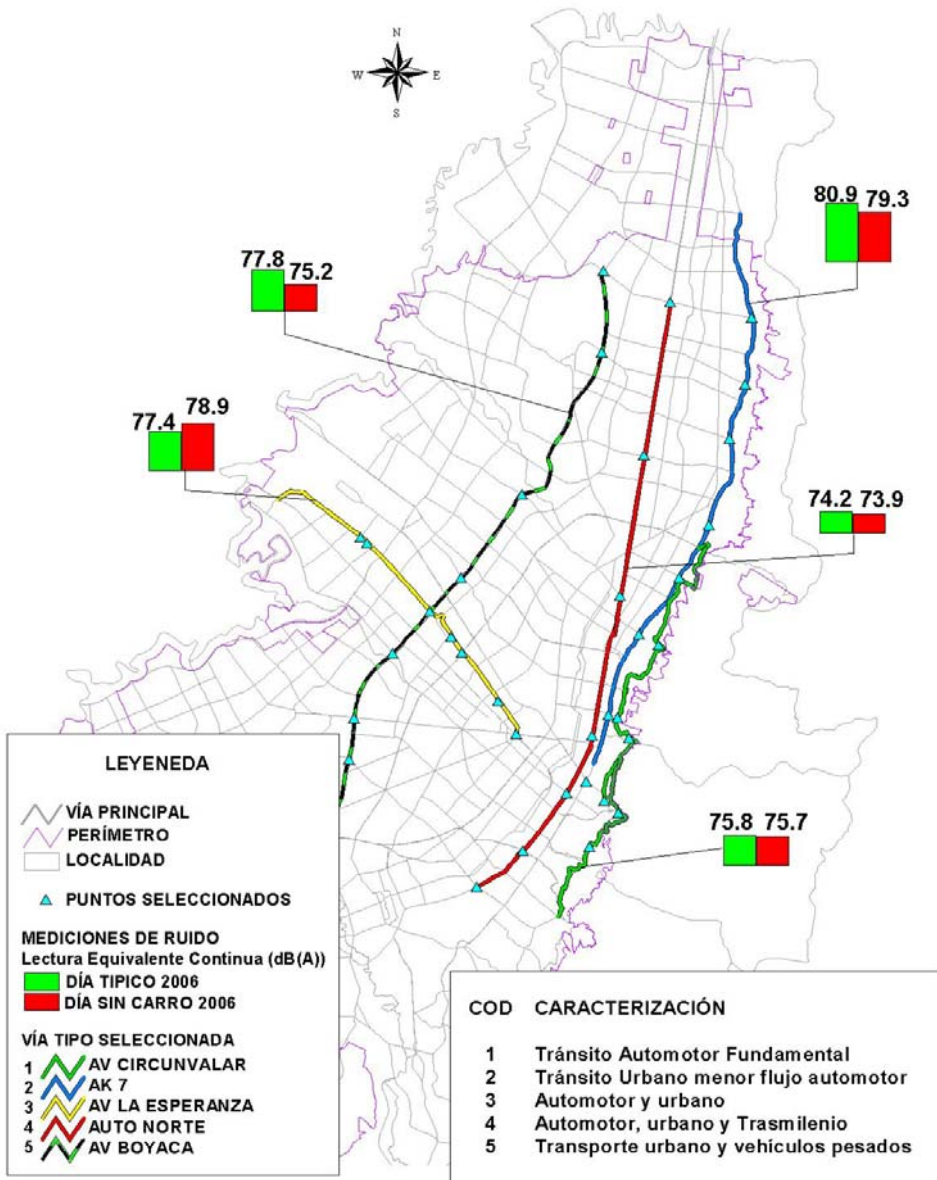 N
W E
S
80.9 79.3
77.8 75.2
77.4 78.9
74.2 73.9
75.8 75.7
LEYENEDA
VÍA PRINCIPAL
PERÍMETRO
LOCALIDAD
PUNTOS SELECCIONADOS
MEDICIONES DE RUIDO
Lectura Equivalente Continua (dB(A))
DÍA TIPICO 2006
DÍA SIN CARRO 2006
VÍA TIPO SELECCIONADA
1 AV CIRCUNVALAR
2 AK 7
3 AV LA ESPERANZA
4 AUTO NORTE
5 AV BOYACA
COD CARACTERIZACIÓN
1 Tránsito Automotor Fundamental
2 Tránsito Urbano menor flujo automotor
3 Automotor y urbano
4 Automotor, urbano y Trasmilenio
5 Transporte urbano y vehículos pesados